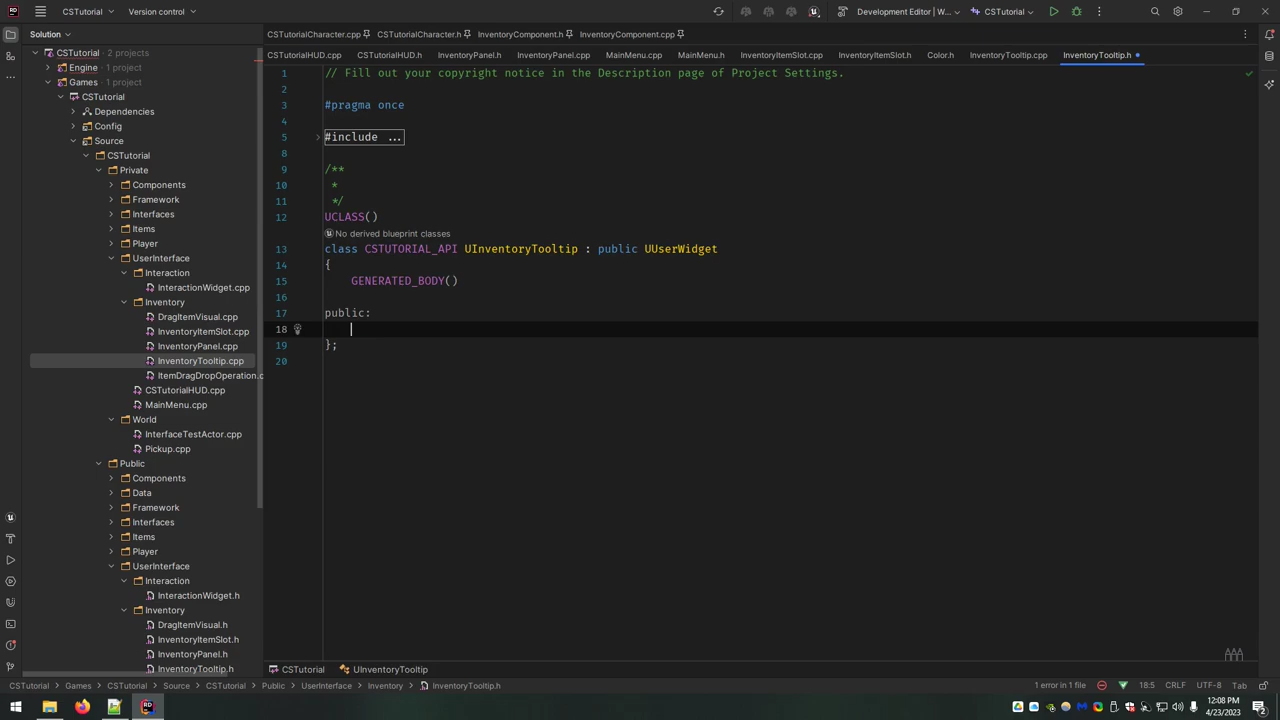 Version control
Development Editor | W...
CSTutorial
Solution
CSTutorialCharacter.cpp
CSTutorialCharacter.h
InventoryComponent.h
InventoryComponent.cpp
CSTutorialHUD.cpp
CSTutorialHUD.h
InventoryPanel.h
InventoryPanel.cpp
MainMenu.cpp
MainMenu.h
InventoryItemSlot.cpp
InventoryItemSlot.h
Color.h
InventoryTooltip.cpp
InventoryTooltip.h
CSTutorial · 2 projects
Engine · 1 project
Games · 1 project
CSTutorial
Dependencies
Config
Source
CSTutorial
Private
Components
Framework
Interfaces
Items
Player
UserInterface
Interaction
InteractionWidget.cpp
Inventory
DragItemVisual.cpp
InventoryItemSlot.cpp
InventoryPanel.cpp
InventoryTooltip.cpp
ItemDragDropOperation.c
CSTutorialHUD.cpp
MainMenu.cpp
World
InterfaceTestActor.cpp
Pickup.cpp
Public
Components
Data
Framework
Interfaces
Items
Player
UserInterface
Interaction
InteractionWidget.h
Inventory
DragItemVisual.h
InventoryItemSlot.h
InventoryPanel.h
InventoryTooltip.h
1 // Fill out your copyright notice in the Description page of Project Settings.
2
3 #pragma once
4
5 #include ...
8
9 /**
10 *
11 */
12 UCLASS()
No derived blueprint classes
13 class CSTUTORIAL_API UInventoryTooltip : public UUserWidget
14 {
15 GENERATED_BODY()
16
17 public:
18
19 };
20
CSTutorial
UInventoryTooltip
CSTutorial > Games > CSTutorial > Source > CSTutorial > Public > UserInterface > Inventory > InventoryTooltip.h
1 error in 1 file
18:5
CRLF
UTF-8
Tab
12:08 PM
4/23/2023